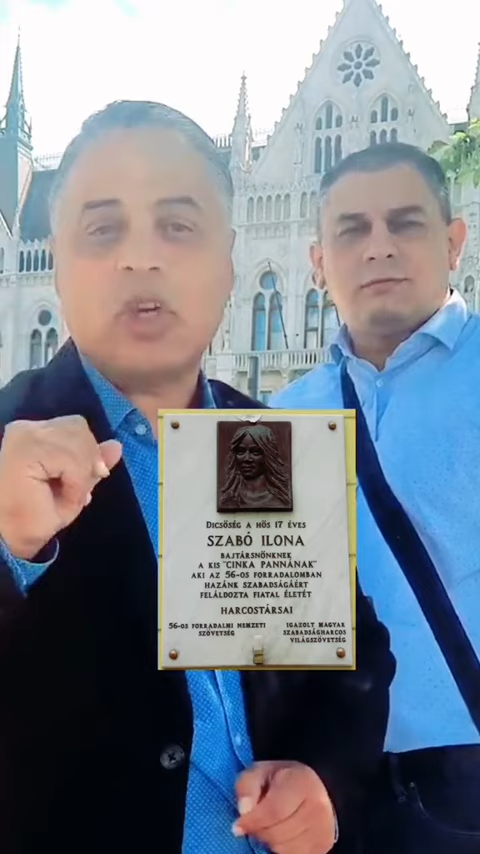 DICSŐSÉG A HŐS 17 ÉVES
SZABÓ ILONA
BAJTÁRSNŐNKNEK
A KIS "CINKA PANNÁNAK"
AKI AZ 56-OS FORRADALOMBAN
HAZÁNK SZABADSÁGÁÉRT
FELÁLDOZTA FIATAL ÉLETÉT
HARCOSTÁRSAI
56-OS FORRADALMI NEMZETI
SZÖVETSÉG
IGAZOLT MAGYAR
SZABADSÁGHARCOS
VILÁGSZÖVETSÉG